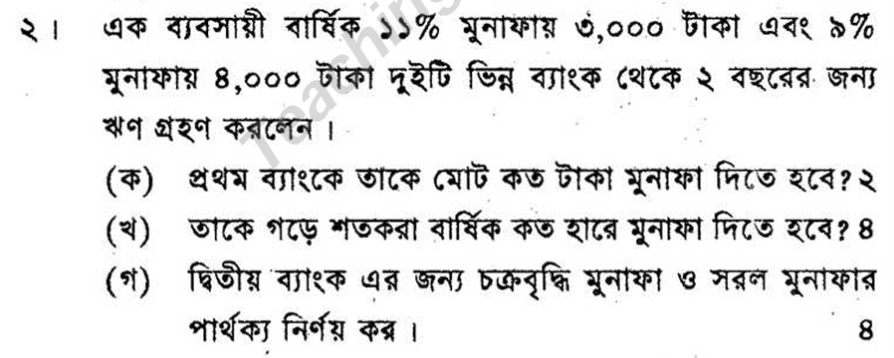 ২। এক ব্যবসায়ী বার্ষিক ১১% মুনাফায় ৩,০০০ টাকা এবং ৯%
মুনাফায় ৪,০০০ টাকা দুইটি ভিন্ন ব্যাংক থেকে ২ বছরের জন্য
ঋণ গ্রহণ করলেন।
(ক) প্রথম ব্যাংকে তাকে মোট কত টাকা মুনাফা দিতে হবে? ২
(খ) তাকে গড়ে শতকরা বার্ষিক কত হারে মুনাফা দিতে হবে? ৪
(গ) দ্বিতীয় ব্যাংক এর জন্য চক্রবৃদ্ধি মুনাফা ও সরল মুনাফার
পার্থক্য নির্ণয় কর। ৪
Teaching